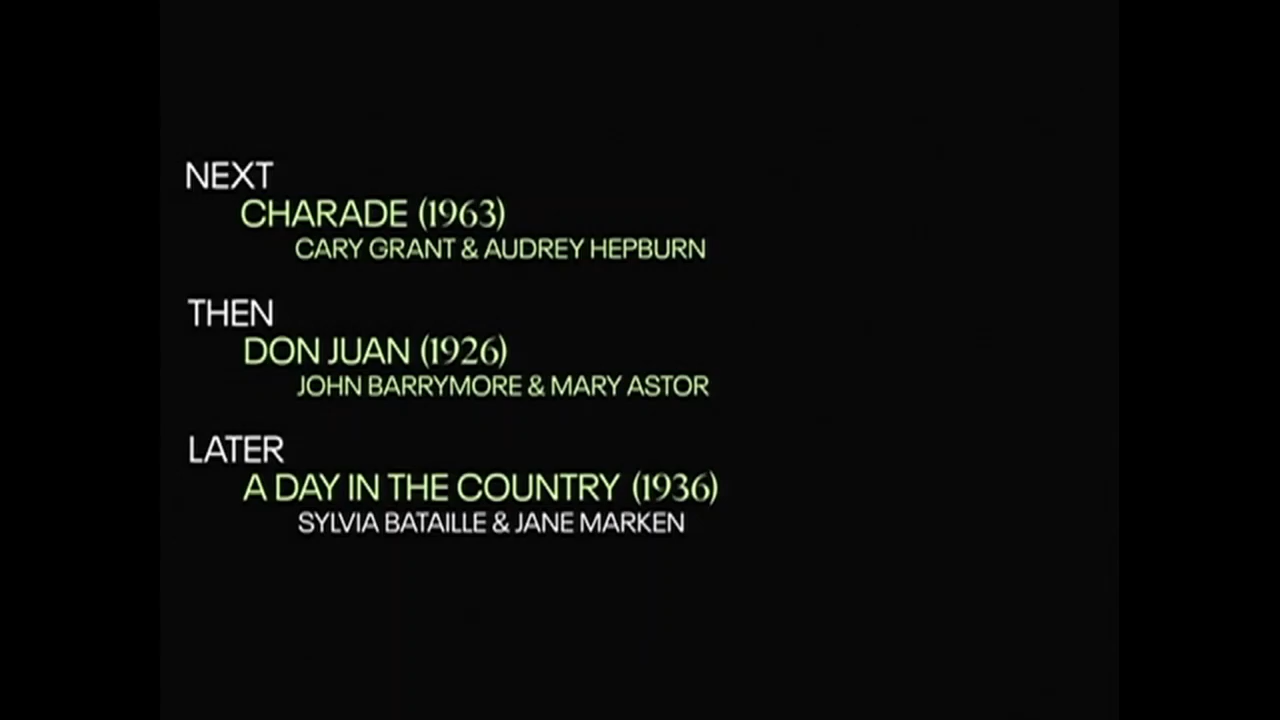 NEXT
CHARADE (1963)
CARY GRANT & AUDREY HEPBURN
THEN
DON JUAN (1926)
JOHN BARRYMORE & MARY ASTOR
LATER
A DAY IN THE COUNTRY (1936)
SYLVIA BATAILLE & JANE MARKEN